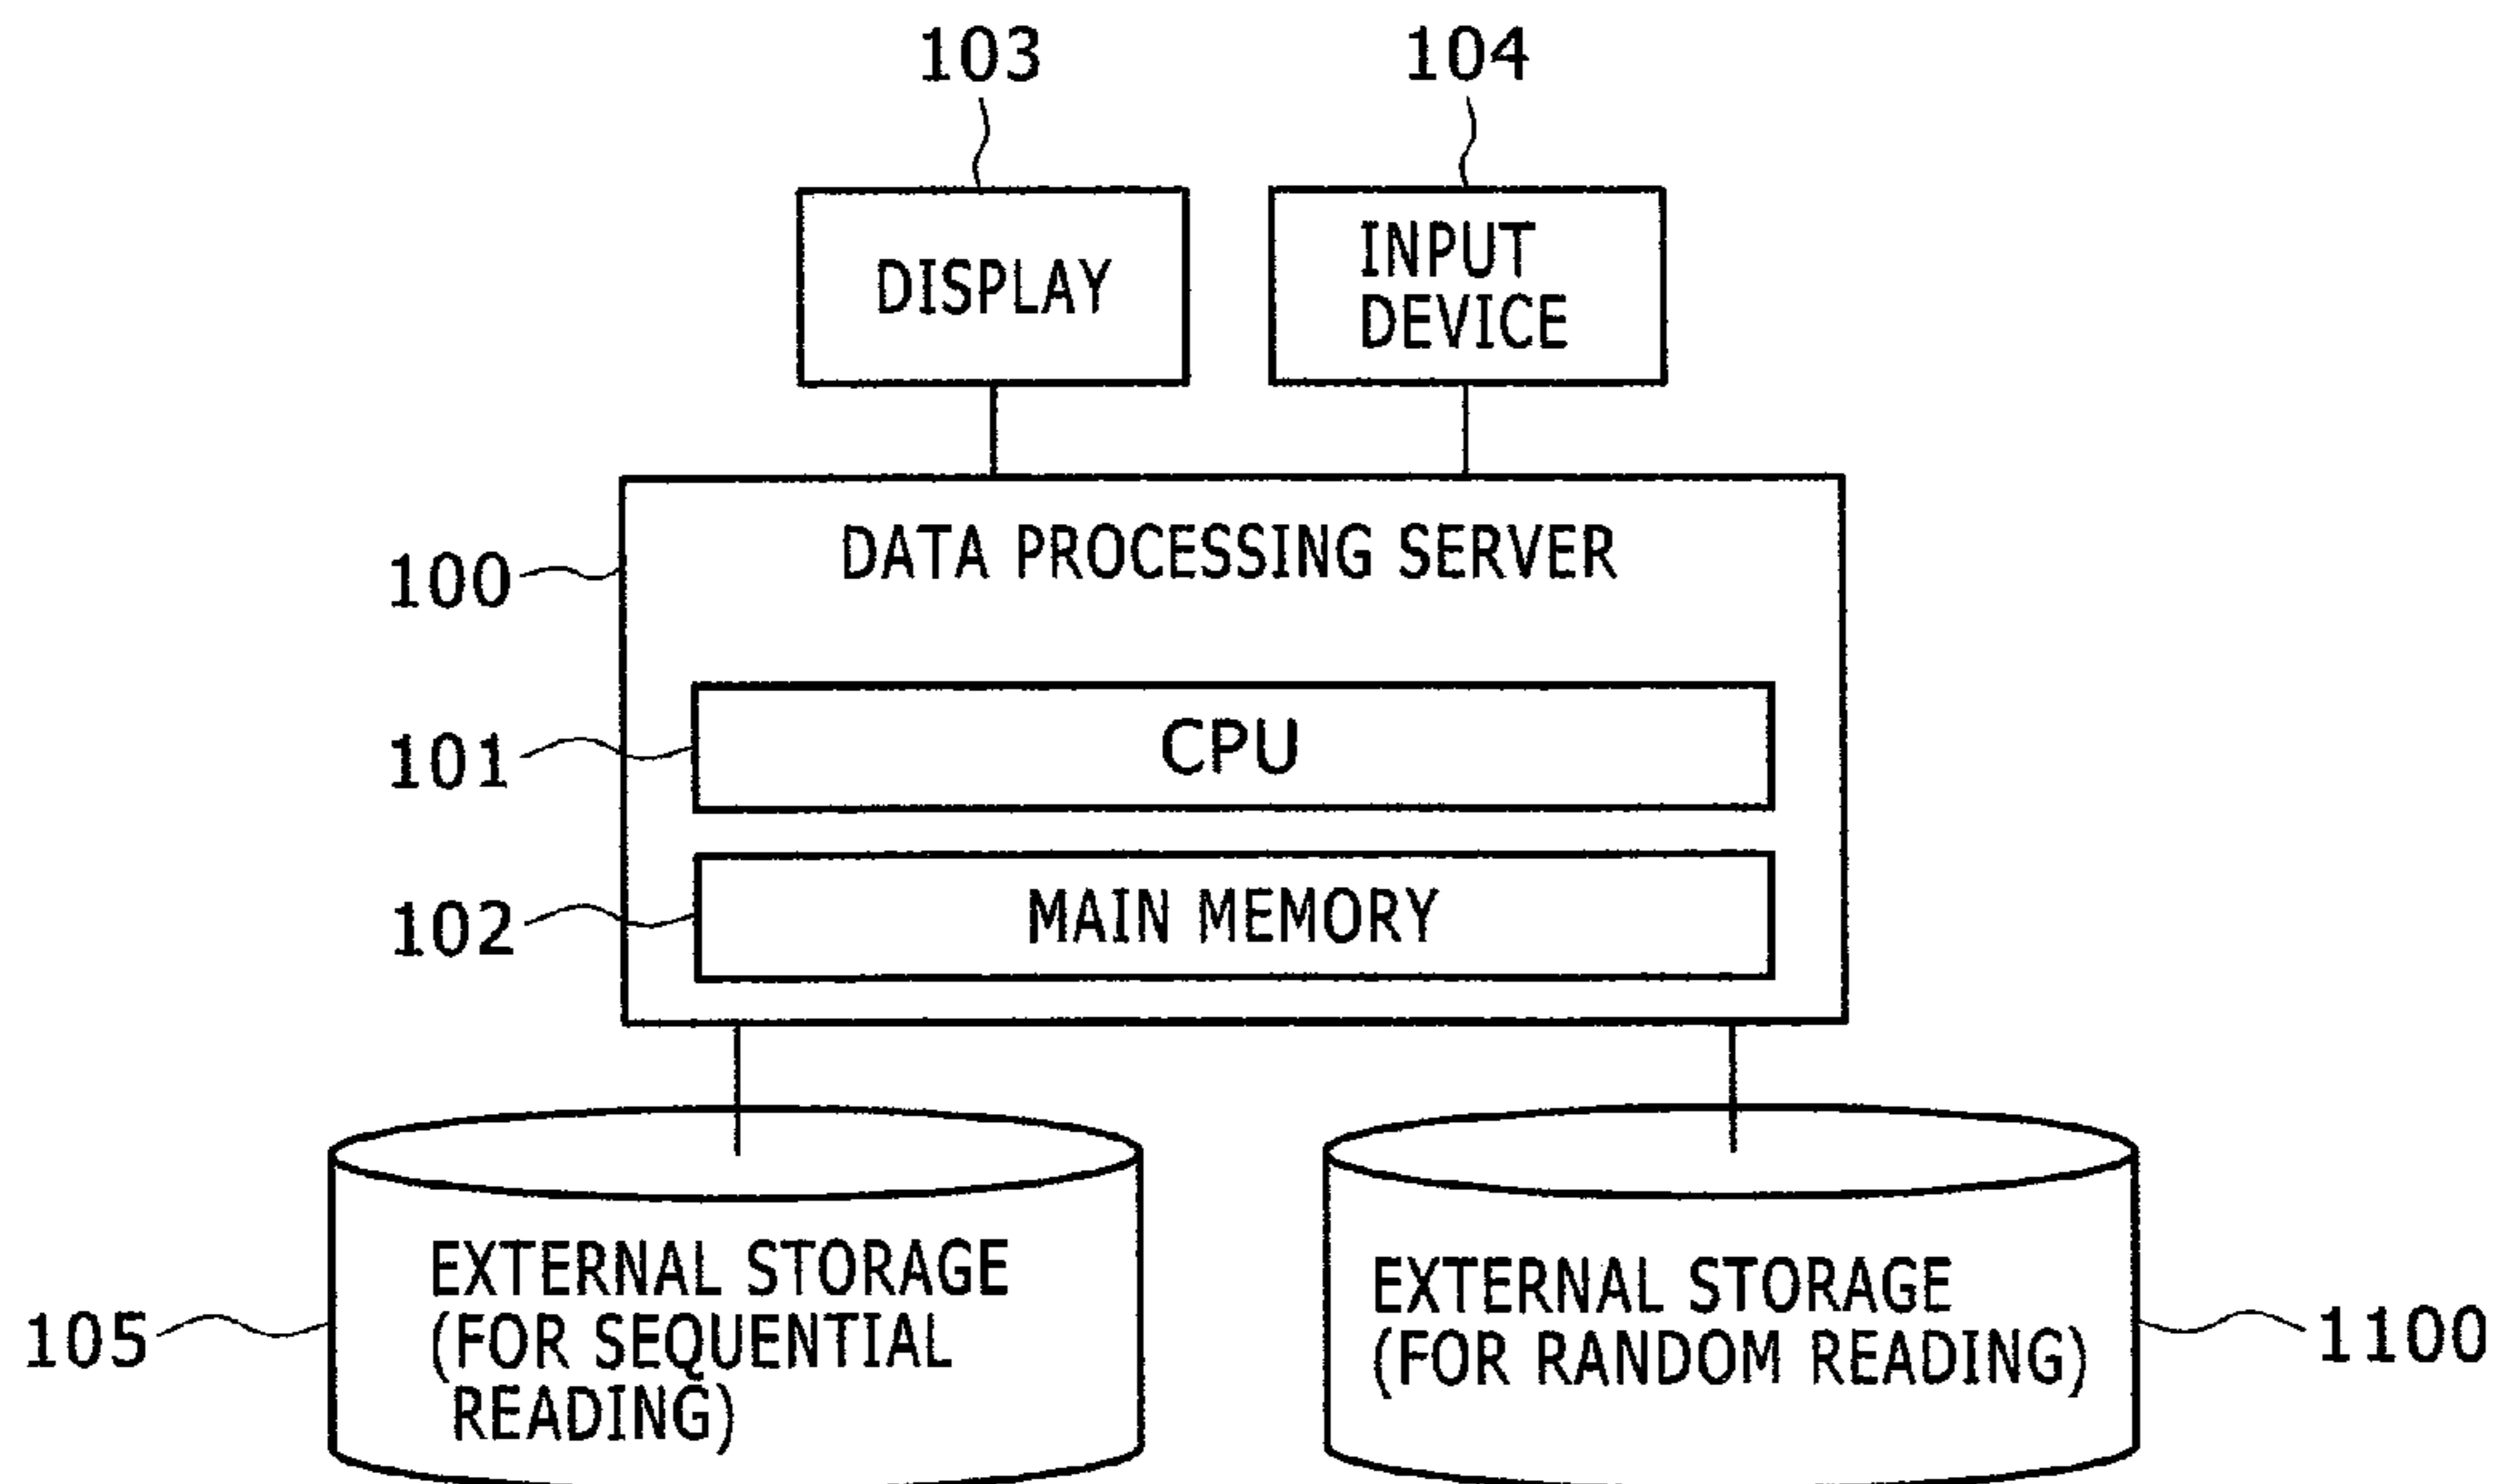 103
104
DISPLAY
INPUT
DEVICE
100
DATA PROCESSING SERVER
101
CPU
102
MAIN MEMORY
105
EXTERNAL STORAGE
(FOR SEQUENTIAL
READING)
EXTERNAL STORAGE
(FOR RANDOM READING)
1100